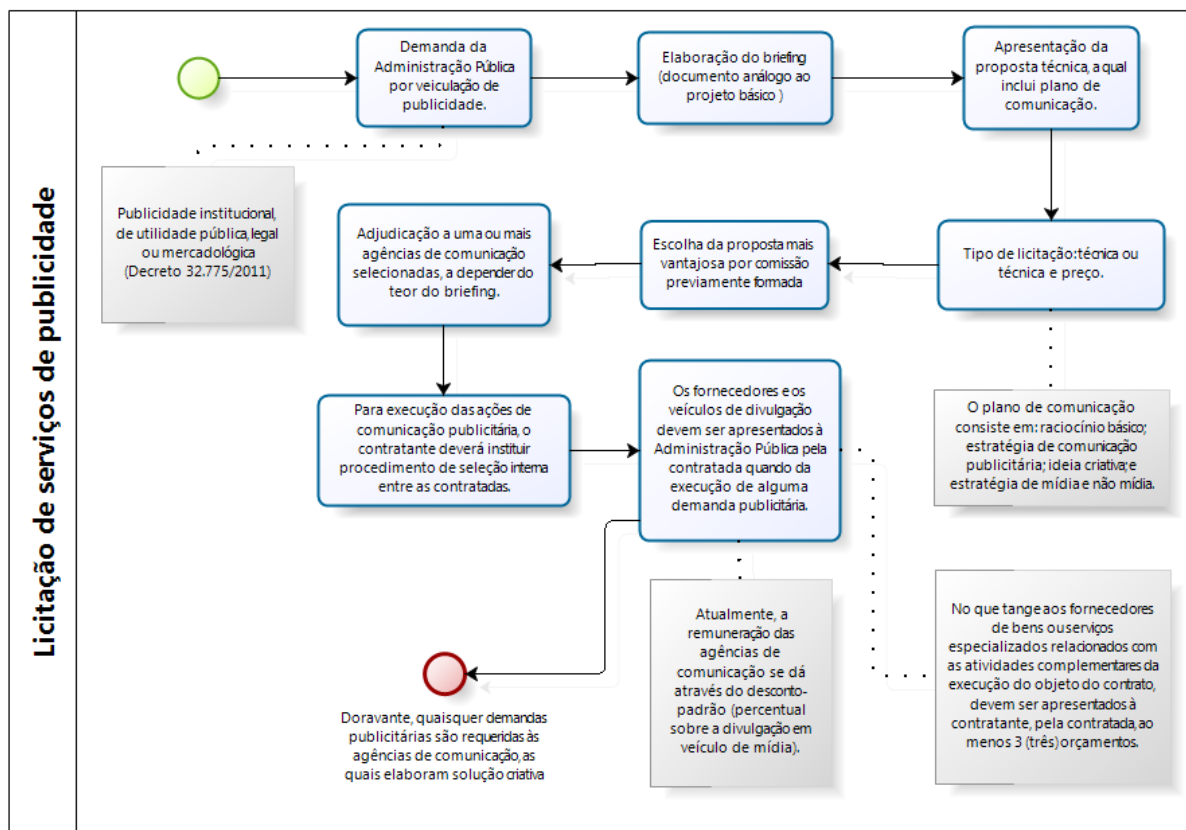 Licitação de serviços de publicidade
Demanda da
Administração Pública
por veiculação de
publicidade.
Elaboração do briefing
(documento análogo ao
projeto básico )
Apresentação da
proposta técnica, a qual
inclui plano de
comunicação.
Publicidade institucional,
de utilidade pública, legal
ou mercadológica
(Decreto 32.775/2011)
Adjudicação a uma ou mais
agências de comunicação
selecionadas, a depender do
teor do briefing.
Escolha da proposta mais
vantajosa por comissão
previamente formada
Tipo de licitação:técnica ou
técnica e preço.
Para execução das ações de
comunicação publicitária, o
contratante deverá instituir
procedimento de seleção interna
entre as contratadas.
Os fornecedores e os
veículos de divulgação
devem ser apresentados à
Administração Pública pela
contratada quando da
execução de alguma
demanda publicitária.
O plano de comunicação
consiste em: raciocínio básico;
estratégia de comunicação
publicitária; ideia criativa; e
estratégia de mídia e não mídia.
Atualmente, a
remuneração das
agências de
comunicação se dá
através do desconto-
padrão (percentual
sobre a divulgação em
veículo de mídia).
No que tange aos fornecedores
de bens ou serviços
especializados relacionados com
as atividades complementares da
execução do objeto do contrato,
devem ser apresentados à
contratante, pela contratada, ao
menos 3 (três) orçamentos.
Doravante, quaisquer demandas
publicitárias são requeridas às
agências de comunicação, as
quais elaboram solução criativa